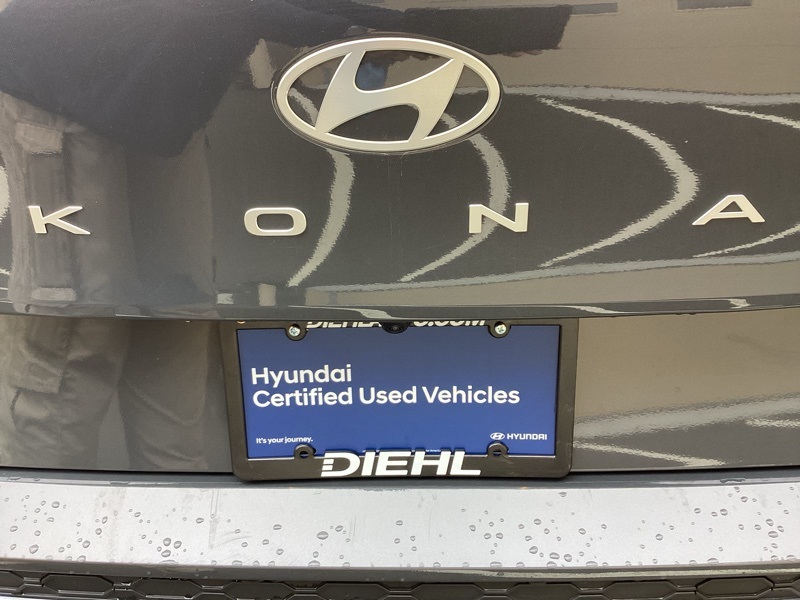 KONA
Hyundai
Certified Used Vehicles
It's your journey.
HYUNDAI
DIEHL